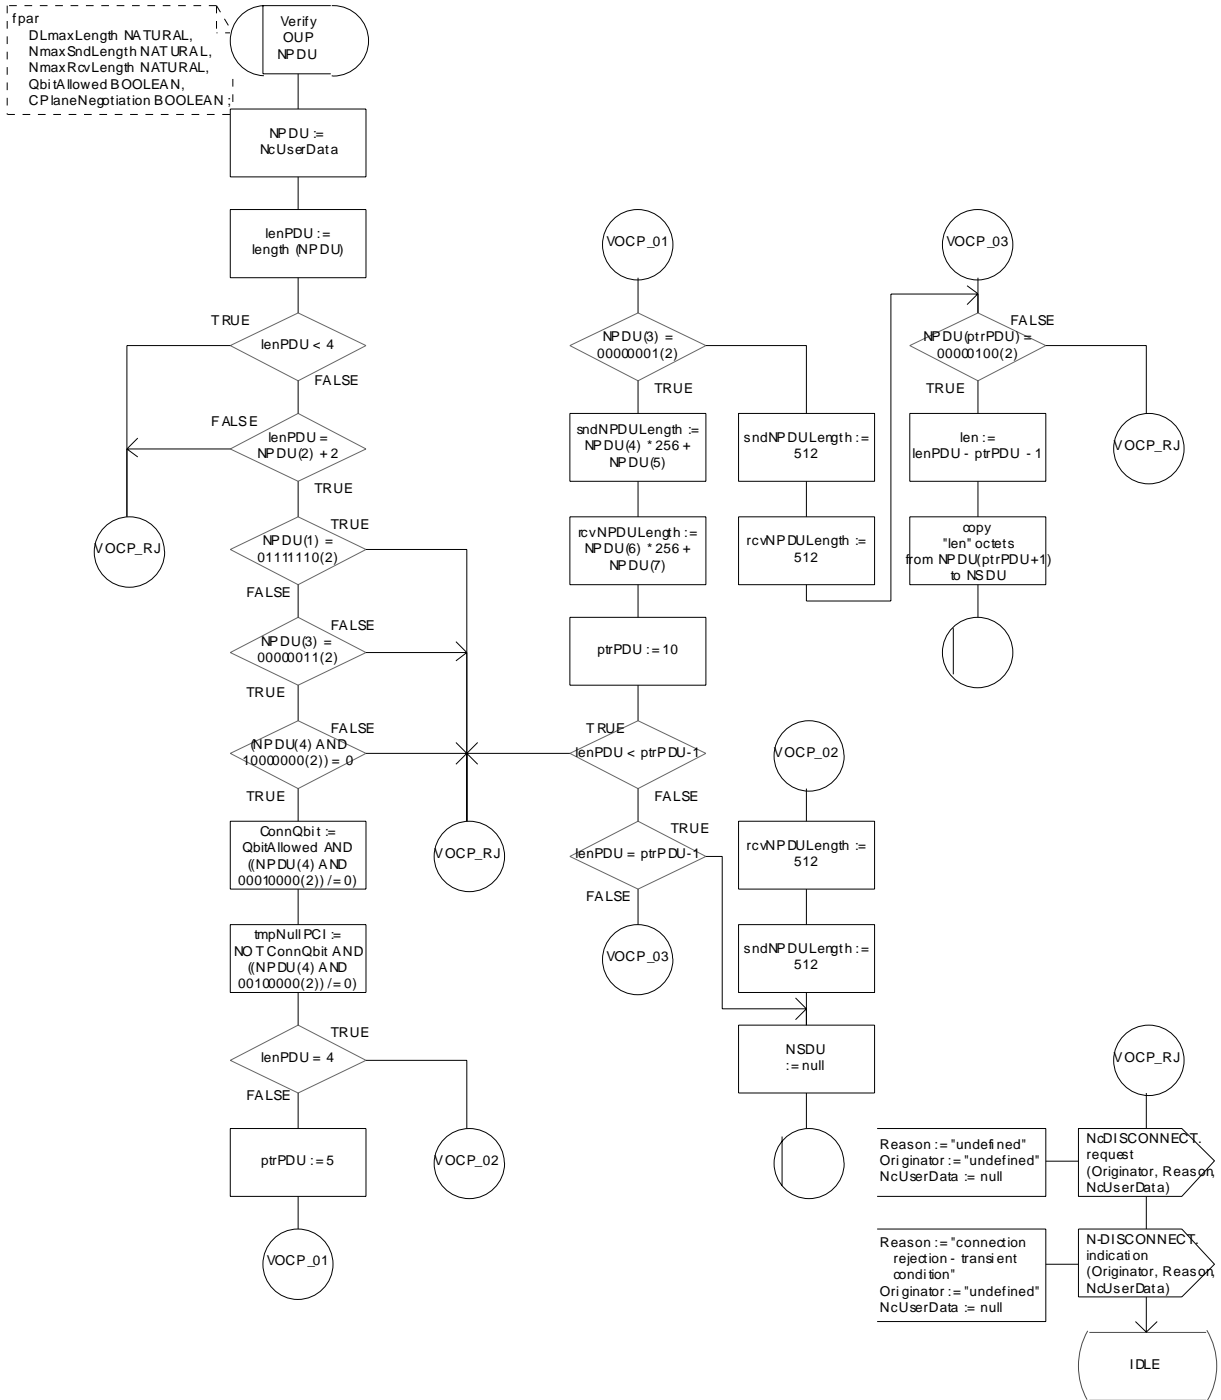 fpar
DLmaxLength NATURAL,
NmaxSndLength NATURAL,
NmaxRcvLength NATURAL,
QbitAllowed BOOLEAN,
CPlaneNegotiation BOOLEAN ;
Verify
OUP
NPDU
NPDU :=
NcUserData
lenPDU :=
length (NPDU)
TRUE
lenPDU < 4
FALSE
FALSE
lenPDU =
NPDU(2) + 2
TRUE
VOCP_RJ
TRUE
NPDU(1) =
01111110(2)
FALSE
FALSE
NPDU(3) =
00000011(2)
TRUE
FALSE
(NPDU(4) AND
10000000(2)) = 0
TRUE
ConnQbit :=
QbitAllowed AND
((NPDU(4) AND
00010000(2)) /= 0)
VOCP_RJ
tmpNullPCI :=
NOT ConnQbit AND
((NPDU(4) AND
00100000(2)) /= 0)
TRUE
lenPDU = 4
FALSE
ptrPDU := 5
VOCP_02
VOCP_01
VOCP_01
NPDU(3) =
00000001(2)
TRUE
sndNPDULength :=
NPDU(4) * 256 +
NPDU(5)
rcvNPDULength :=
NPDU(6) * 256 +
NPDU(7)
ptrPDU := 10
TRUE
lenPDU < ptrPDU-1
FALSE
TRUE
lenPDU = ptrPDU-1
FALSE
VOCP_03
sndNPDULength :=
512
rcvNPDULength :=
512
VOCP_02
rcvNPDULength :=
512
sndNPDULength :=
512
NSDU
:= null
VOCP_03
FALSE
NPDU(ptrPDU) =
00000100(2)
TRUE
len :=
lenPDU - ptrPDU - 1
VOCP_RJ
copy
"len" octets
from NPDU(ptrPDU+1)
to NSDU
VOCP_RJ
Reason := "undefined"
Originator := "undefined"
NcUserData := null
NcDISCONNECT.
request
(Originator, Reason,
NcUserData)
Reason := "connection
rejection - transient
condition"
Originator := "undefined"
NcUserData := null
N-DISCONNECT.
indication
(Originator, Reason,
NcUserData)
IDLE